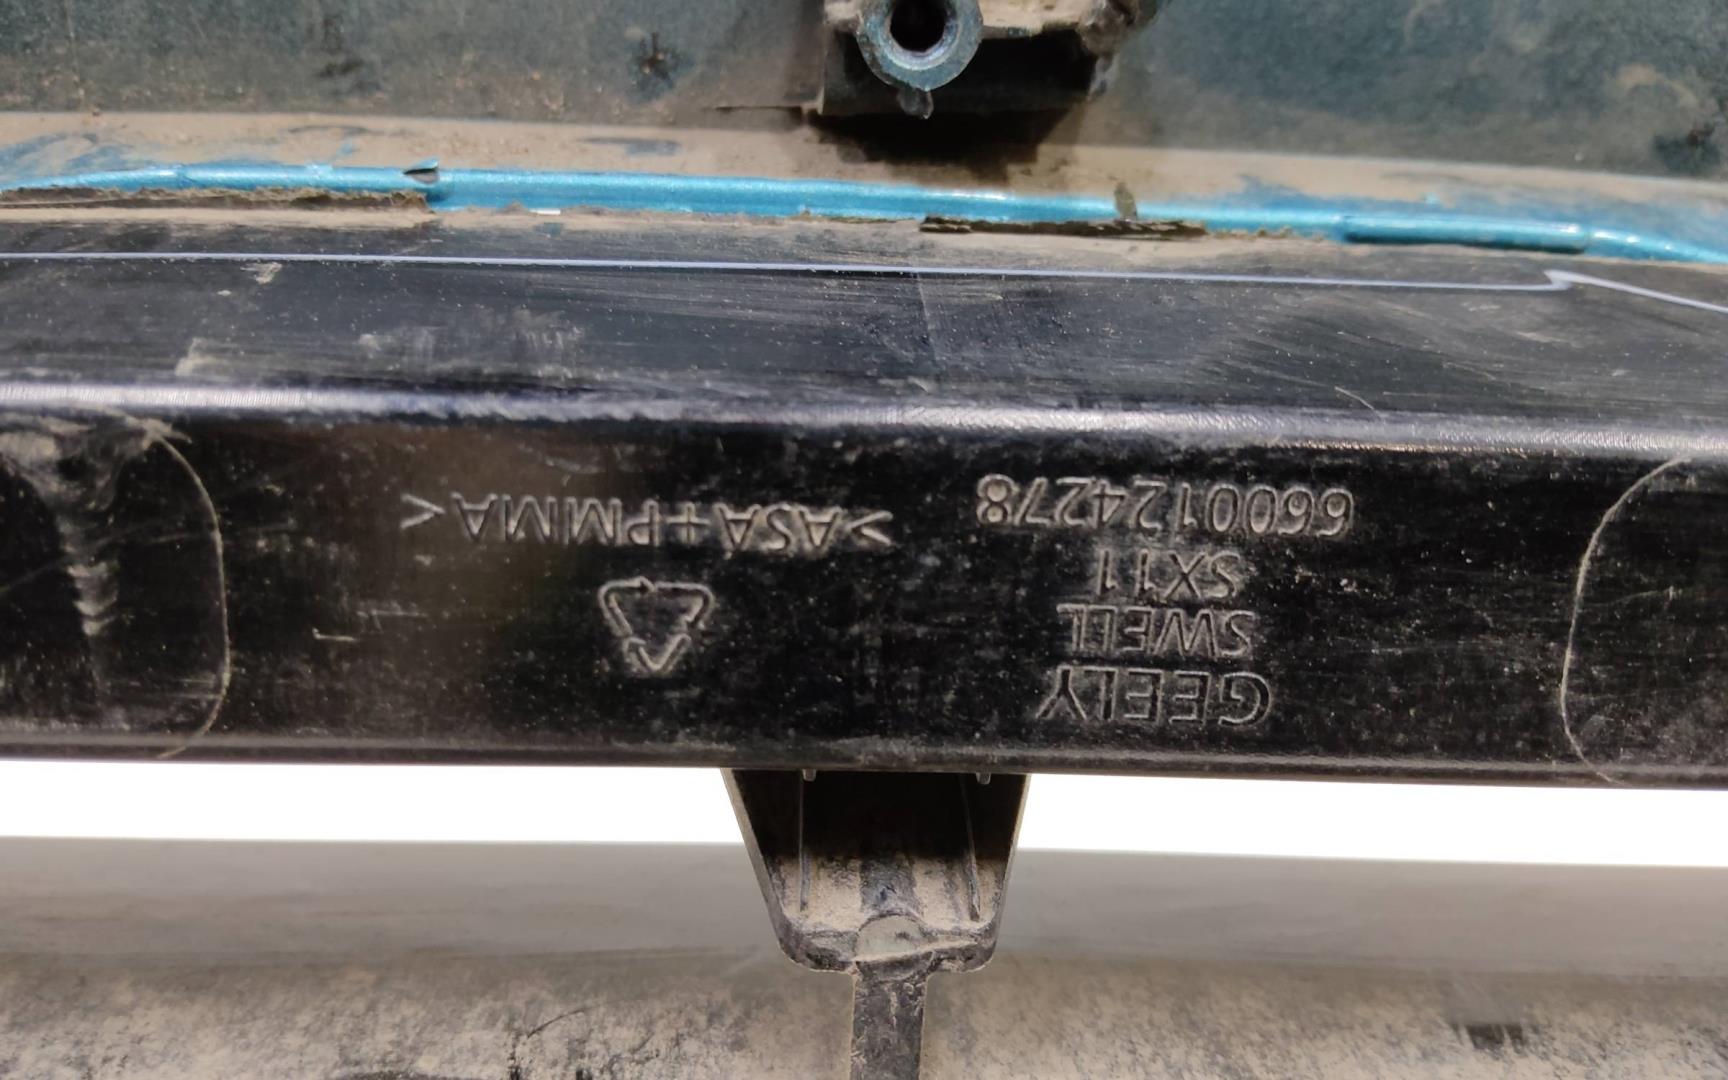 GEELY
SWELL
SX11
6600124278
>ASA+PMMA<